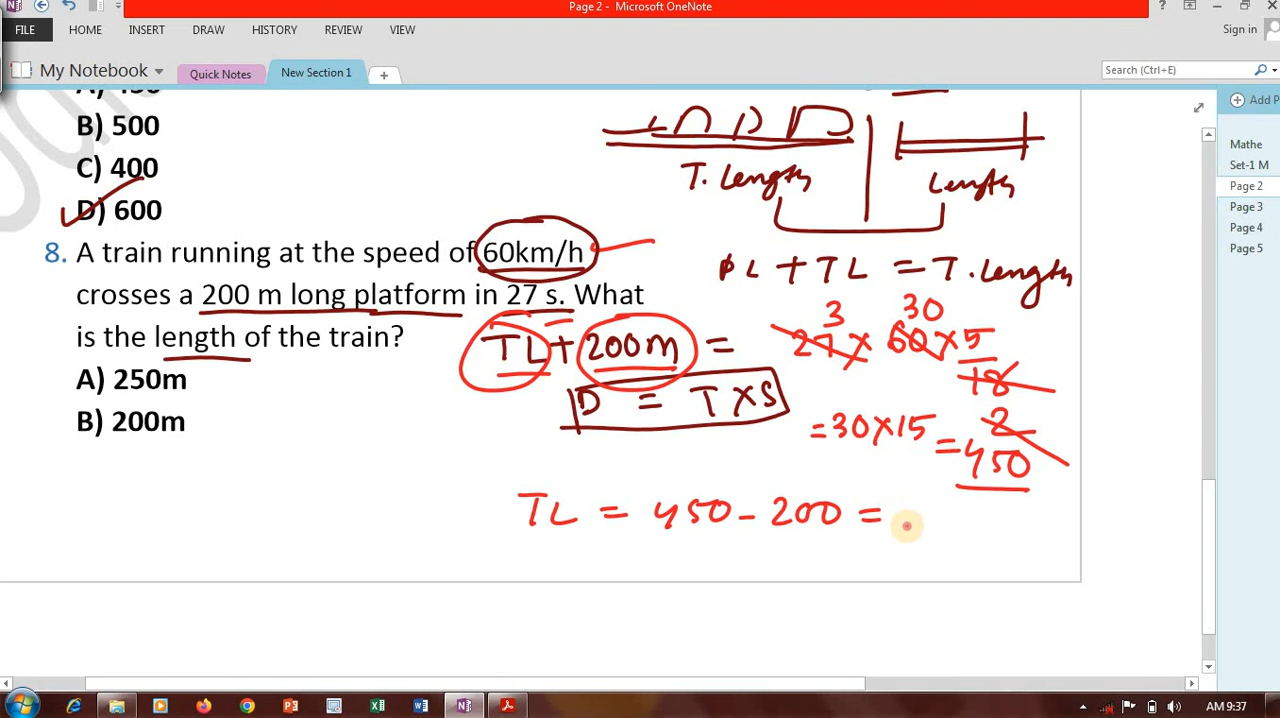 Page 2 - Microsoft OneNote
FILE HOME INSERT DRAW HISTORY REVIEW VIEW
Sign in
My Notebook
Quick Notes
New Section 1
Search (Ctrl+E)
Add P
Mathe
Set-1 M
Page 2
Page 3
Page 4
Page 5
B) 500
C) 400
D) 600
8. A train running at the speed of 60km/h
crosses a 200 m long platform in 27 s. What
is the length of the train?
A) 250m
B) 200m
T. Length
Length
PL + TL = T. Length
3 30
TL + 200m = 27 × 60 × 5
18
2
D = T × S
= 30 × 15 = 450
TL = 450 - 200 =
AM 9:37